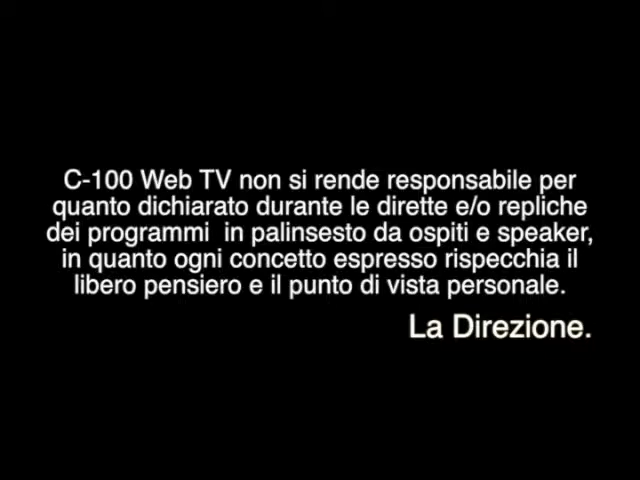 C-100 Web TV non si rende responsabile per
quanto dichiarato durante le dirette e/o repliche
dei programmi  in palinsesto da ospiti e speaker,
in quanto ogni concetto espresso rispecchia il
libero pensiero e il punto di vista personale.
La Direzione.